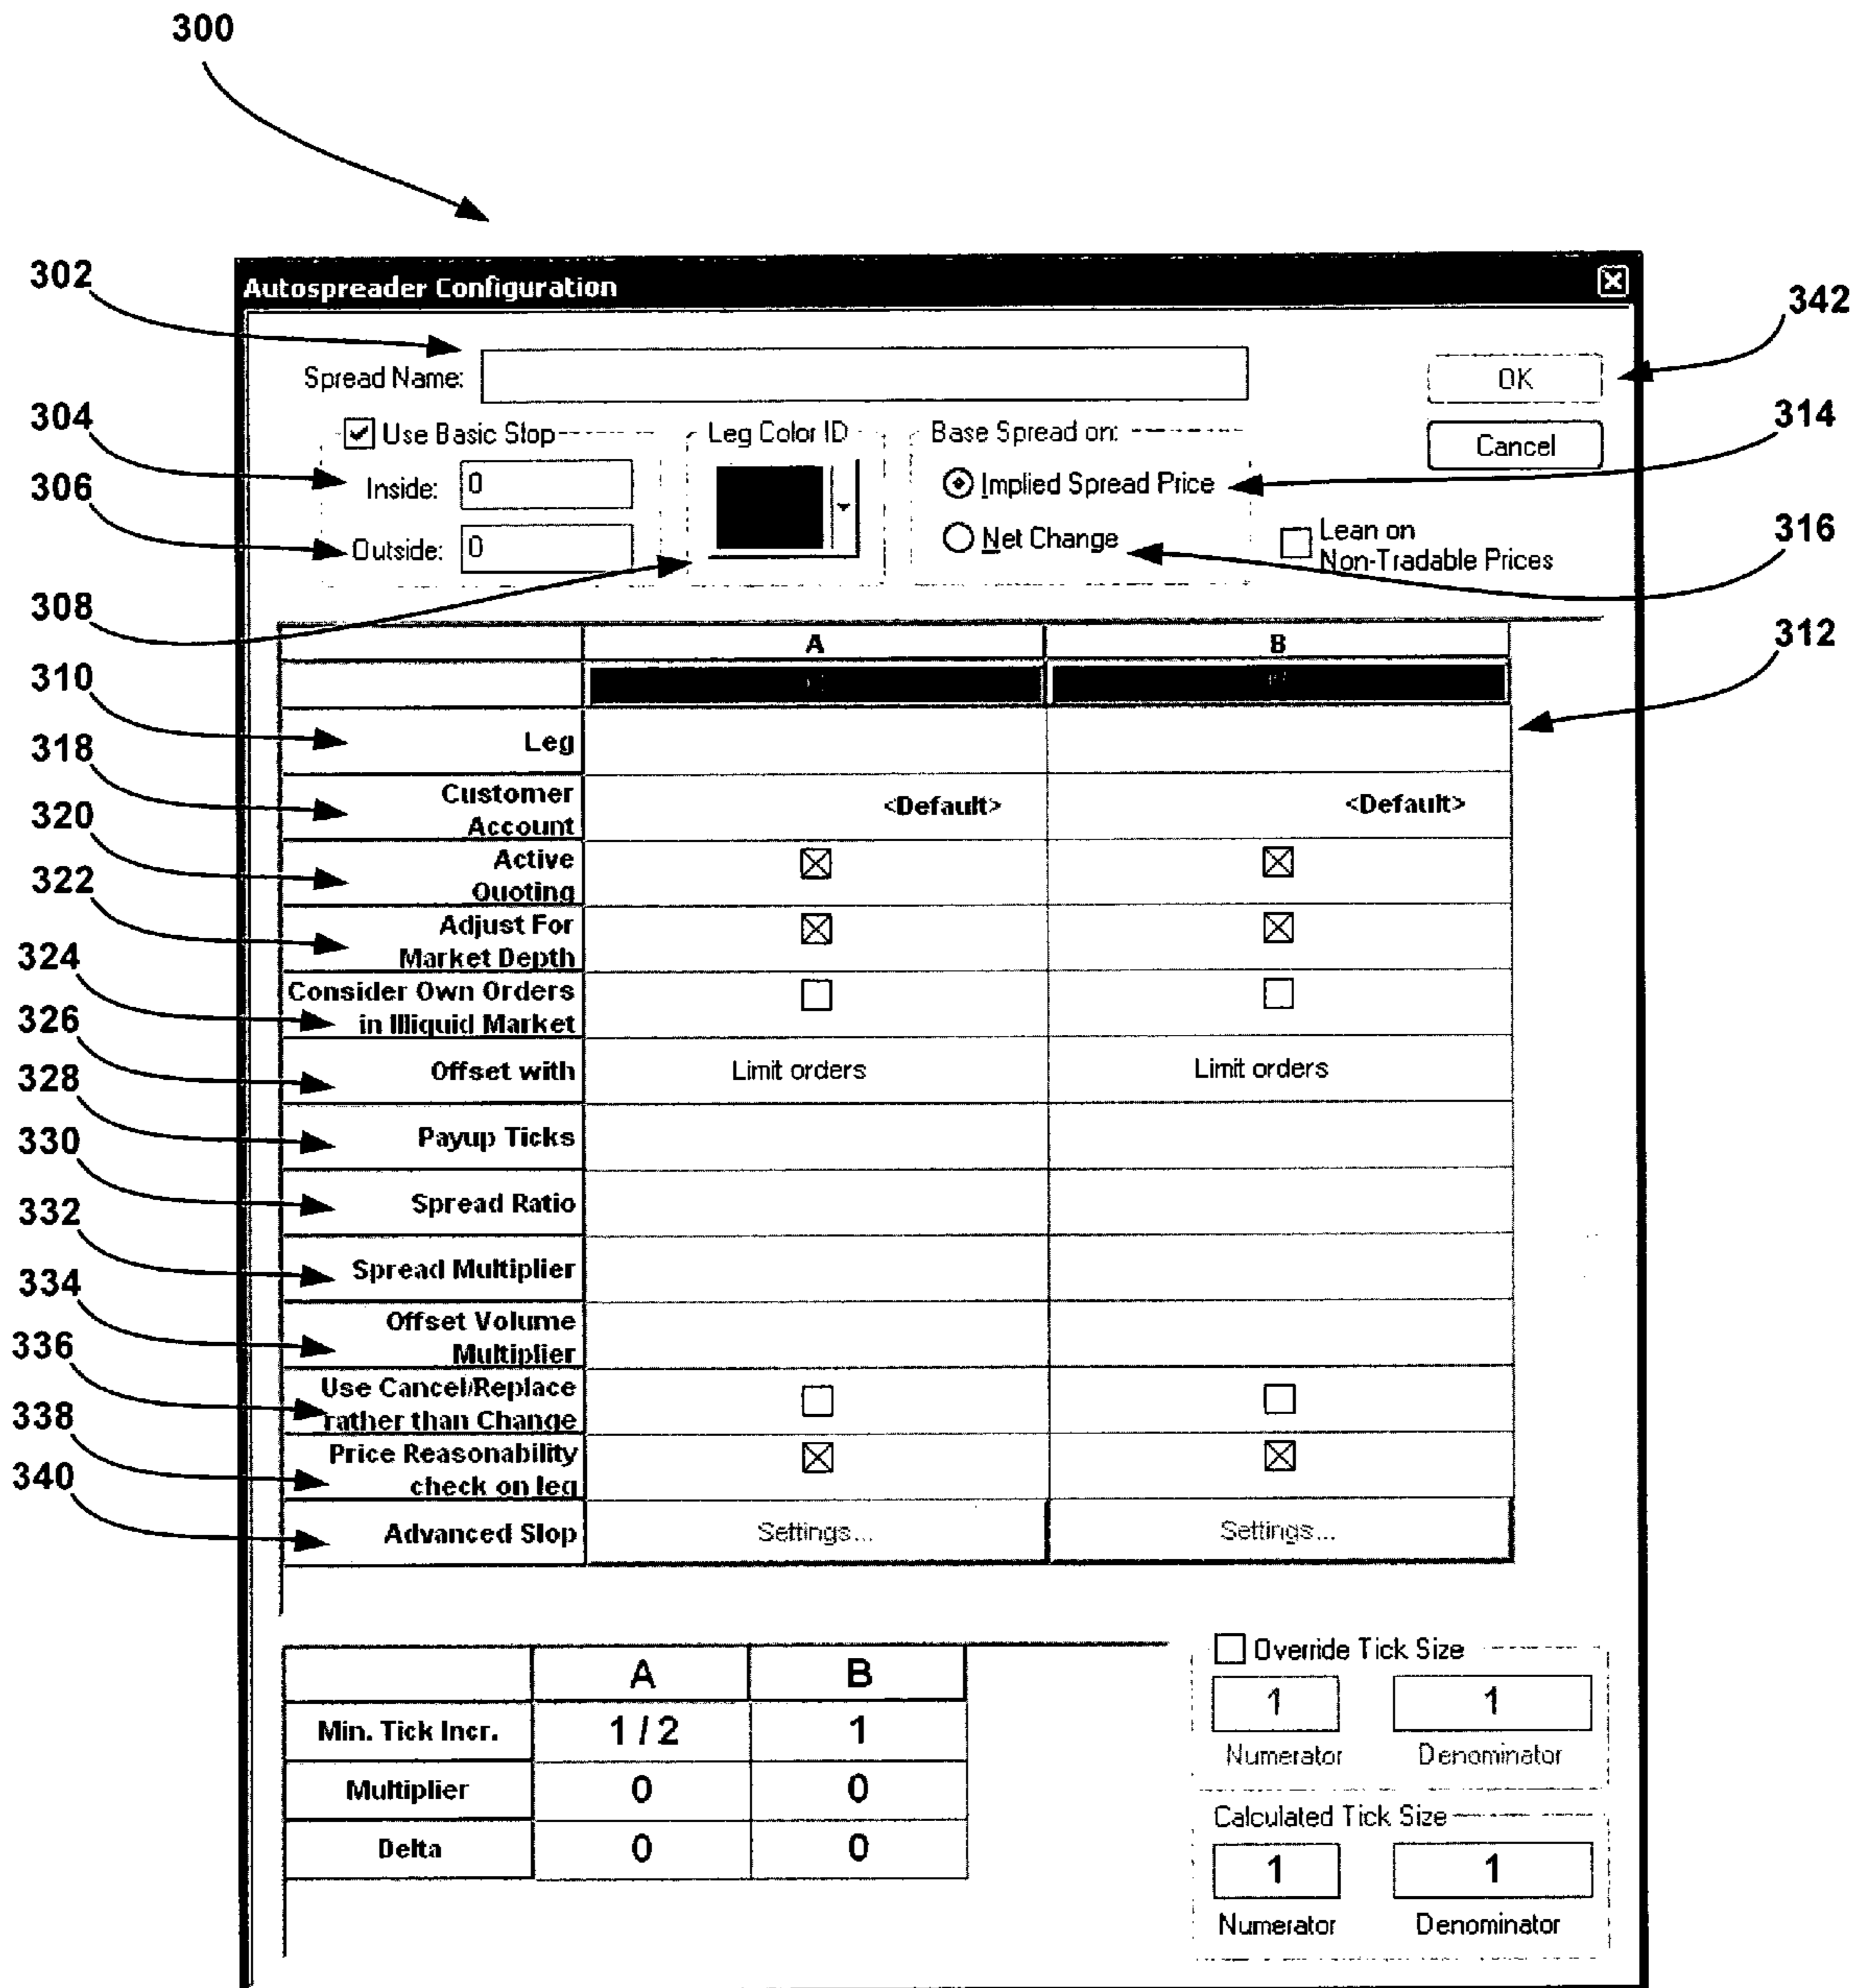 300
302
Autospreader Configuration
342
Spread Name:
OK
304
Use Basic Slop
Leg Color ID
Base Spread on:
314
Cancel
Inside: 0
Implied Spread Price
306
316
Outside: 0
Net Change
Lean on
Non-Tradable Prices
308
312
A B
310
Leg
318
Customer
Account
<Default> <Default>
320
Active
Quoting
322
Adjust For
Market Depth
324
Consider Own Orders
in Illiquid Market
326
Offset with Limit orders Limit orders
328
Payup Ticks
330
Spread Ratio
332
Spread Multiplier
334
Offset Volume
Multiplier
336
Use Cancel/Replace
rather than Change
338
Price Reasonability
check on leg
340
Advanced Slop Settings... Settings...
A B
Min. Tick Incr. 1 / 2 1
Multiplier 0 0
Delta 0 0
Override Tick Size
1 1
Numerator Denominator
Calculated Tick Size
1 1
Numerator Denominator